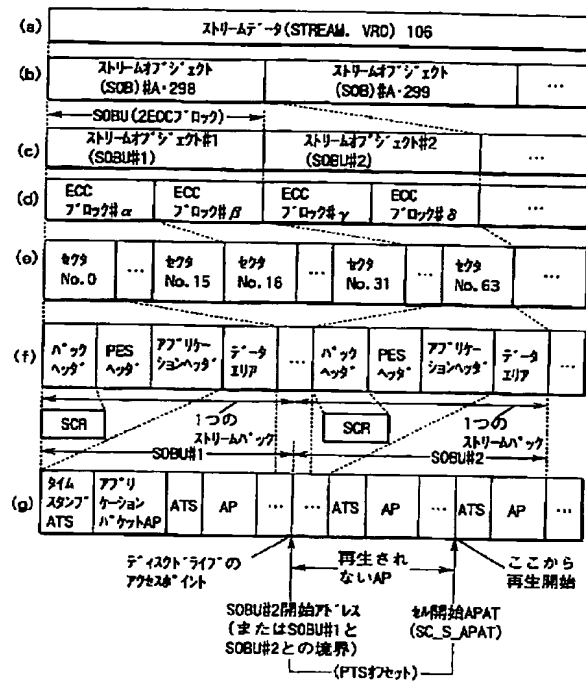 (a) ストリームデータ(STREAM. VRO) 106
(b) ストリームオブジェクト (SOB)#A・298 ストリームオブジェクト (SOB)#A・299 …
SOBU(2ECCブロック)
(c) ストリームオブジェクト#1 (SOBU#1) ストリームオブジェクト#2 (SOBU#2) …
(d) ECC ブロック#α ECC ブロック#β ECC ブロック#γ ECC ブロック#δ …
(e) セクタ No.0 … セクタ No.15 セクタ No.16 … セクタ No.31 … セクタ No.63 …
(f) パック ヘッダ PES ヘッダ アプリケー ションヘッダ データ エリア … パック ヘッダ PES ヘッダ アプリケー ションヘッダ データ エリア …
SCR 1つの ストリームパック SCR 1つの ストリームパック
SOBU#1 SOBU#2
(g) タイム スタンプ ATS アプリ ケーション パケットAP ATS AP … … ATS AP … ATS AP …
ディスクドライブの アクセスポイント
再生され ないAP
ここから 再生開始
SOBU#2開始アドレス
(またはSOBU#1と
SOBU#2との境界)
セル開始APAT
(SC_S_APAT)
(PTSオフセット)